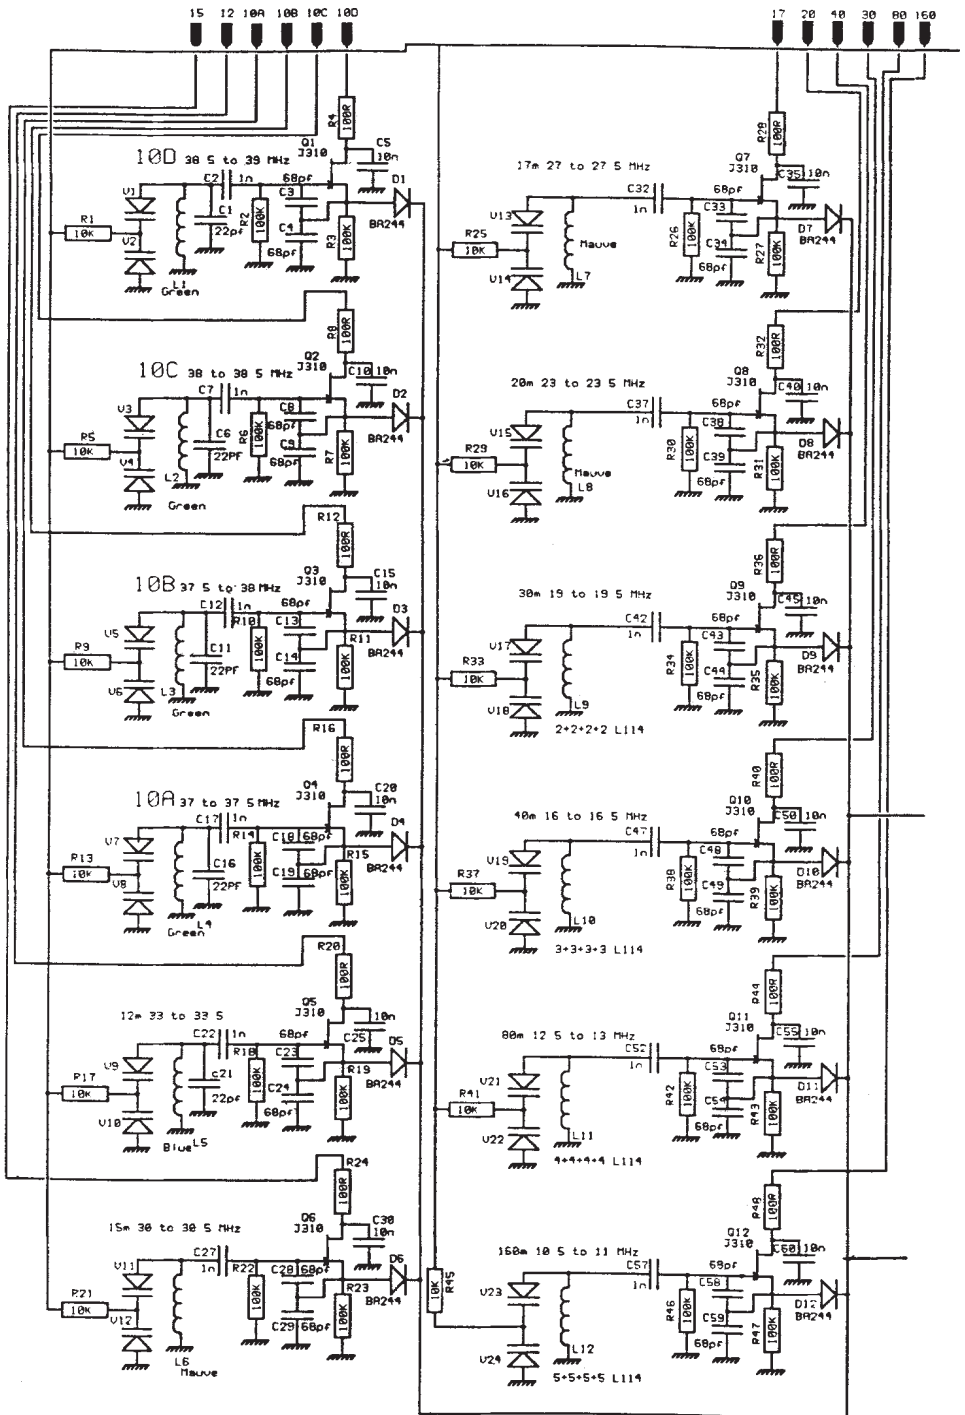 15 12 10A 10B 10C 10D
17 20 40 30 80 160
R4
100R
Q1
J310
C5
10n
10D 38 5 to 39 MHz
C2
1n
68pf
C3
D1
V1
C1
22pf
R2
100K
C4
68pf
R3
100K
BA244
R1
10K
V2
L1
Green
R8
100R
Q2
J310
C10
10n
10C 38 to 38 5 MHz
C7
1n
C8
68pf
D2
V3
C6
22PF
R6
100K
C9
68pf
R7
100K
BA244
R5
10K
V4
L2
Green
R12
100R
Q3
J310
C15
10n
10B 37 5 to 38 MHz
C12
1n
R10
100K
68pf
C13
D3
V5
C11
22PF
C14
68pf
R11
100K
BA244
R9
10K
V6
L3
Green
R16
100R
Q4
J310
C20
10n
10A 37 to 37 5 MHz
C17
1n
R14
100K
C18
68pf
D4
V7
C16
22PF
C19
68pf
R15
100K
BA244
R13
10K
V8
L4
Green
R20
100R
Q5
J310
10n
C25
12m 33 to 33 5
C22
1n
R18
100K
68pf
C23
D5
V9
C21
22pf
C24
68pf
R19
100K
BA244
R17
10K
V10
Blue
L5
R24
100R
Q6
J310
C30
10n
15m 30 to 30 5 MHz
C27
1n
R22
100K
C28
68pf
D6
V11
C29
68pf
R23
100K
BA244
R21
10K
V12
L6
Mauve
R28
100R
Q7
J310
C35
10n
17m 27 to 27 5 MHz
C32
1n
68pf
C33
V13
R26
100K
C34
68pf
R27
100K
D7
BA244
R25
10K
Mauve
V14
L7
R32
100R
Q8
J310
C40
10n
20m 23 to 23 5 MHz
C37
1n
68pf
C38
V15
R30
100K
C39
68pf
R31
100K
D8
BA244
R29
10K
Mauve
V16
L8
R36
100R
Q9
J310
C45
10n
30m 19 to 19 5 MHz
C42
1n
68pf
C43
V17
R34
100K
C44
68pf
R35
100K
D9
BA244
R33
10K
V18
L9
2+2+2+2 L114
R40
100R
Q10
J310
C50
10n
40m 16 to 16 5 MHz
C47
1n
68pf
C48
V19
R38
100K
C49
68pf
R39
100K
D10
BA244
R37
10K
V20
L10
3+3+3+3 L114
R44
100R
Q11
J310
C55
10n
80m 12 5 to 13 MHz
C52
1n
68pf
C53
V21
R42
100K
C54
68pf
R43
100K
D11
BA244
R41
10K
V22
L11
4+4+4+4 L114
R48
100R
Q12
J310
C60
10n
160m 10 5 to 11 MHz
C57
1n
68pf
C58
R45
10K
V23
R46
100K
C59
68pf
R47
100K
D12
BA244
V24
L12
5+5+5+5 L114